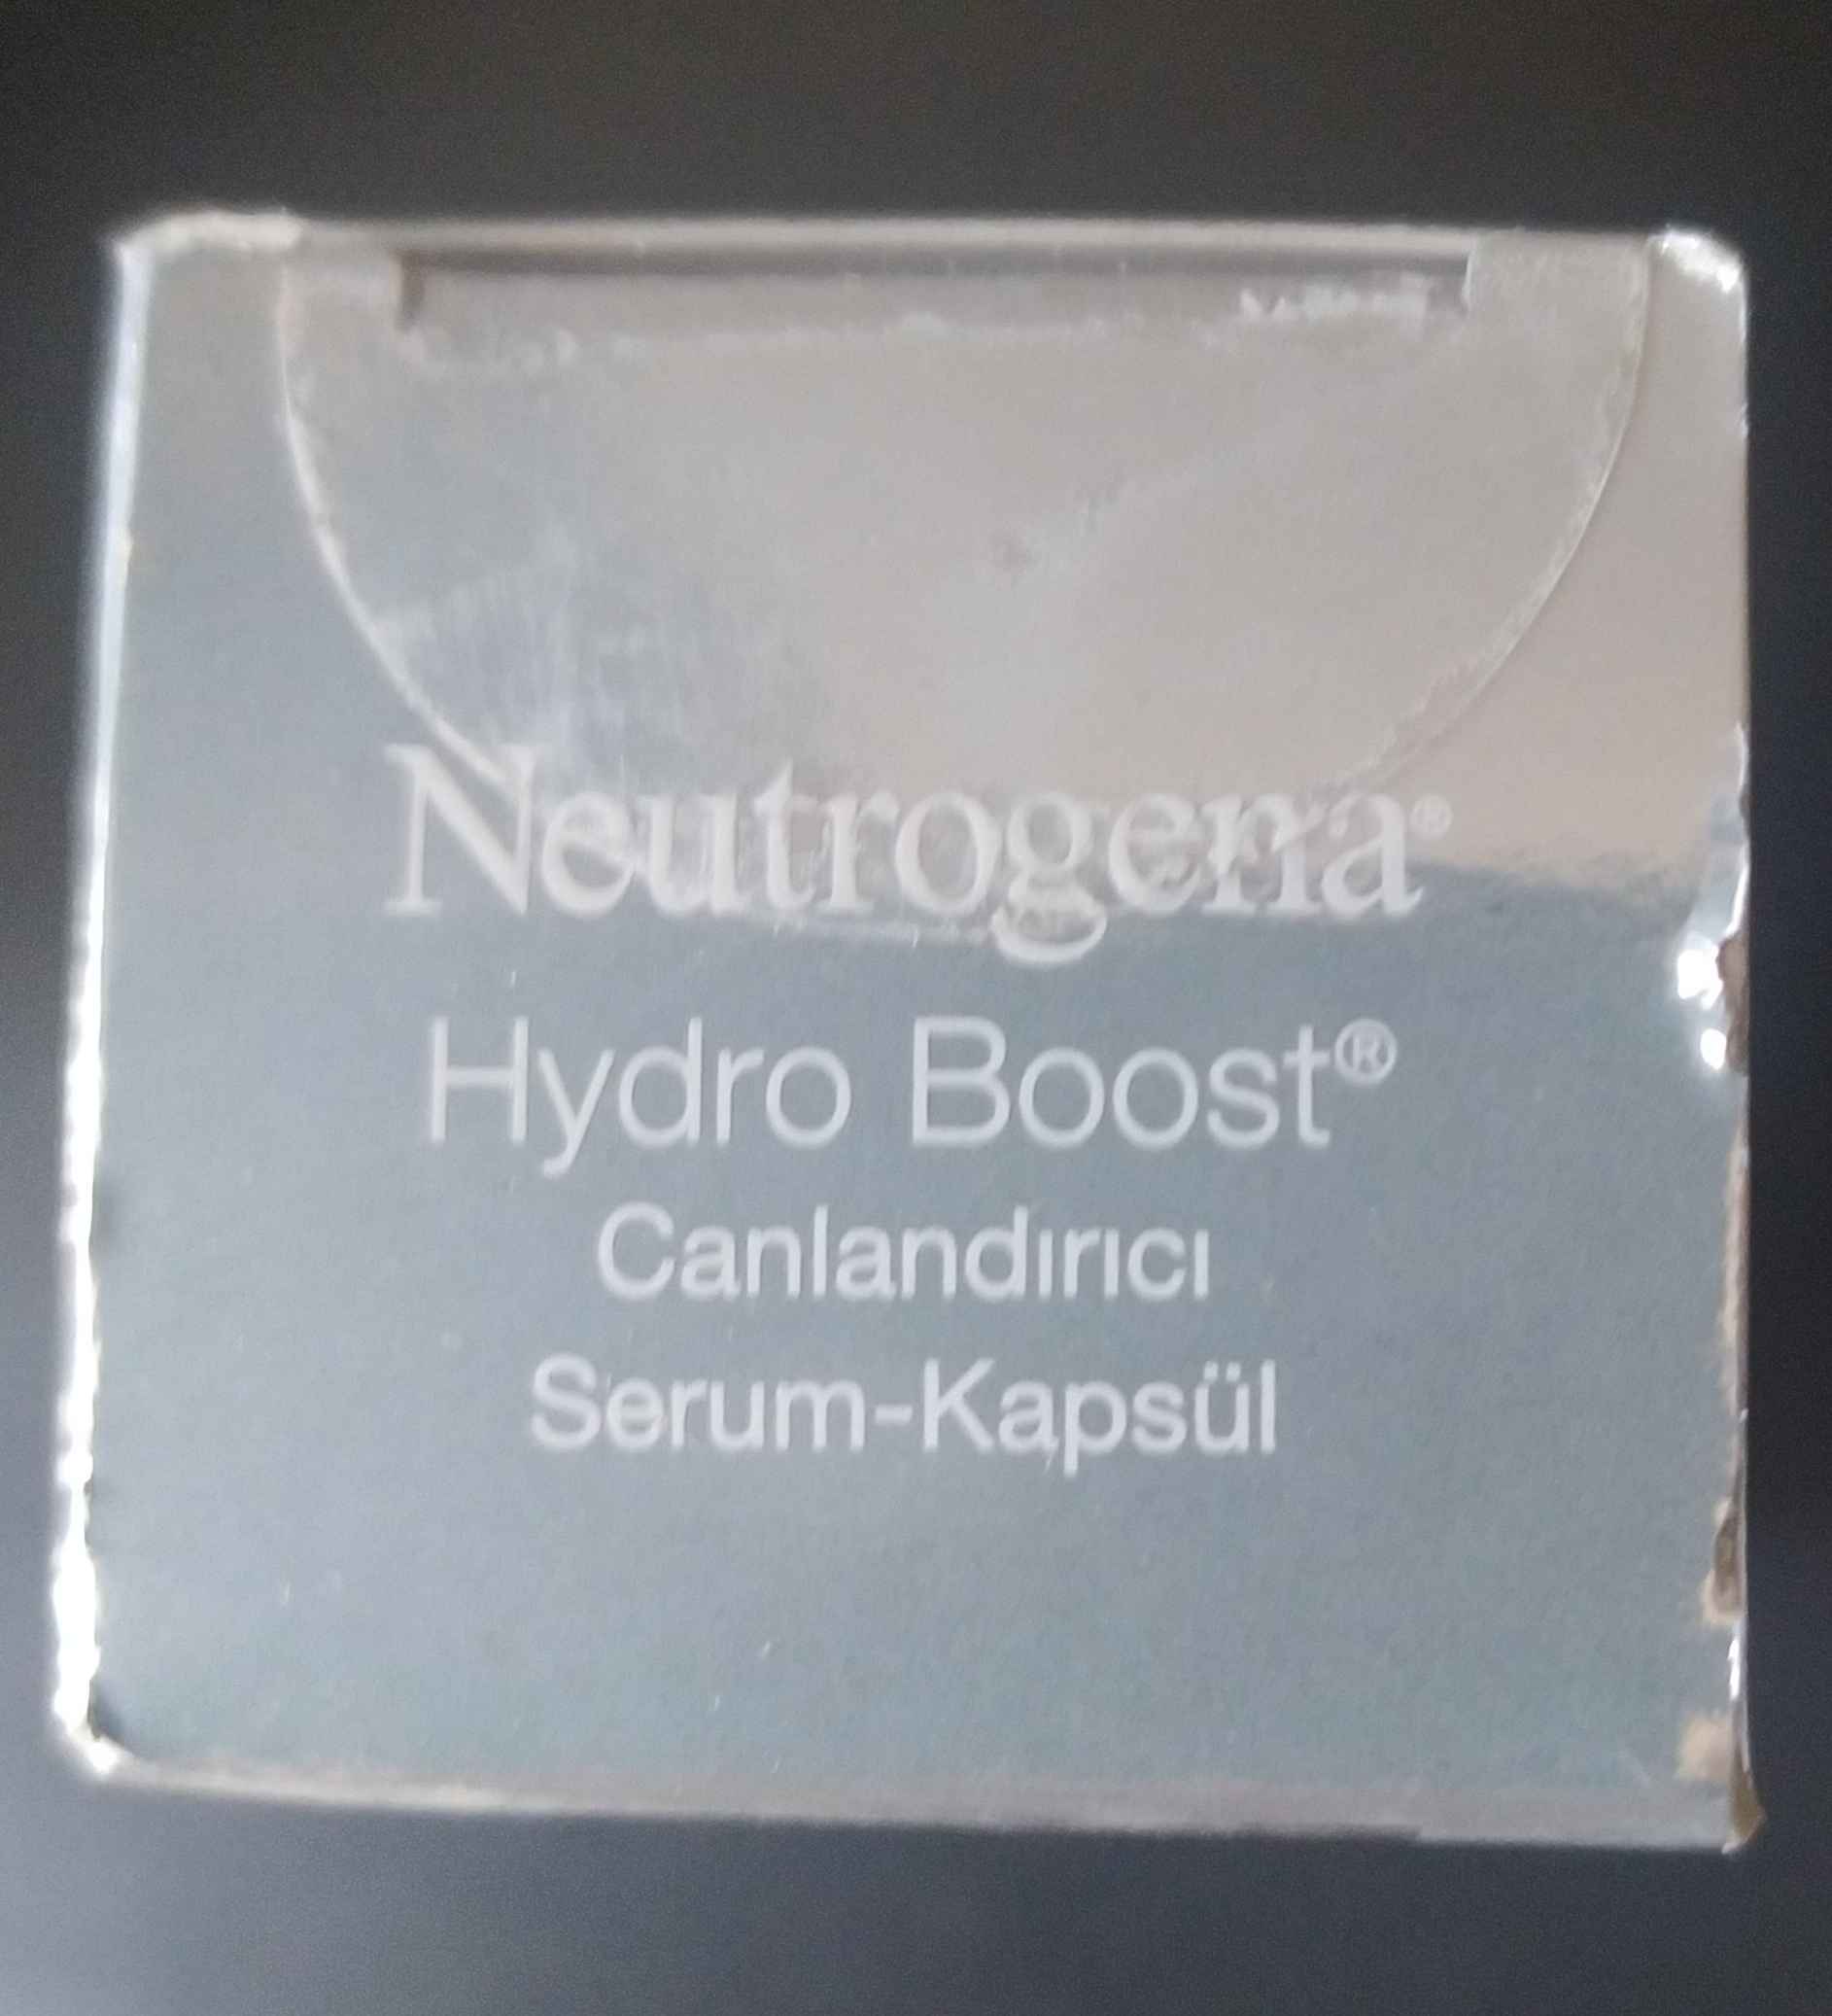 Neutrogena®
Hydro Boost®
Canlandırıcı
Serum-Kapsül